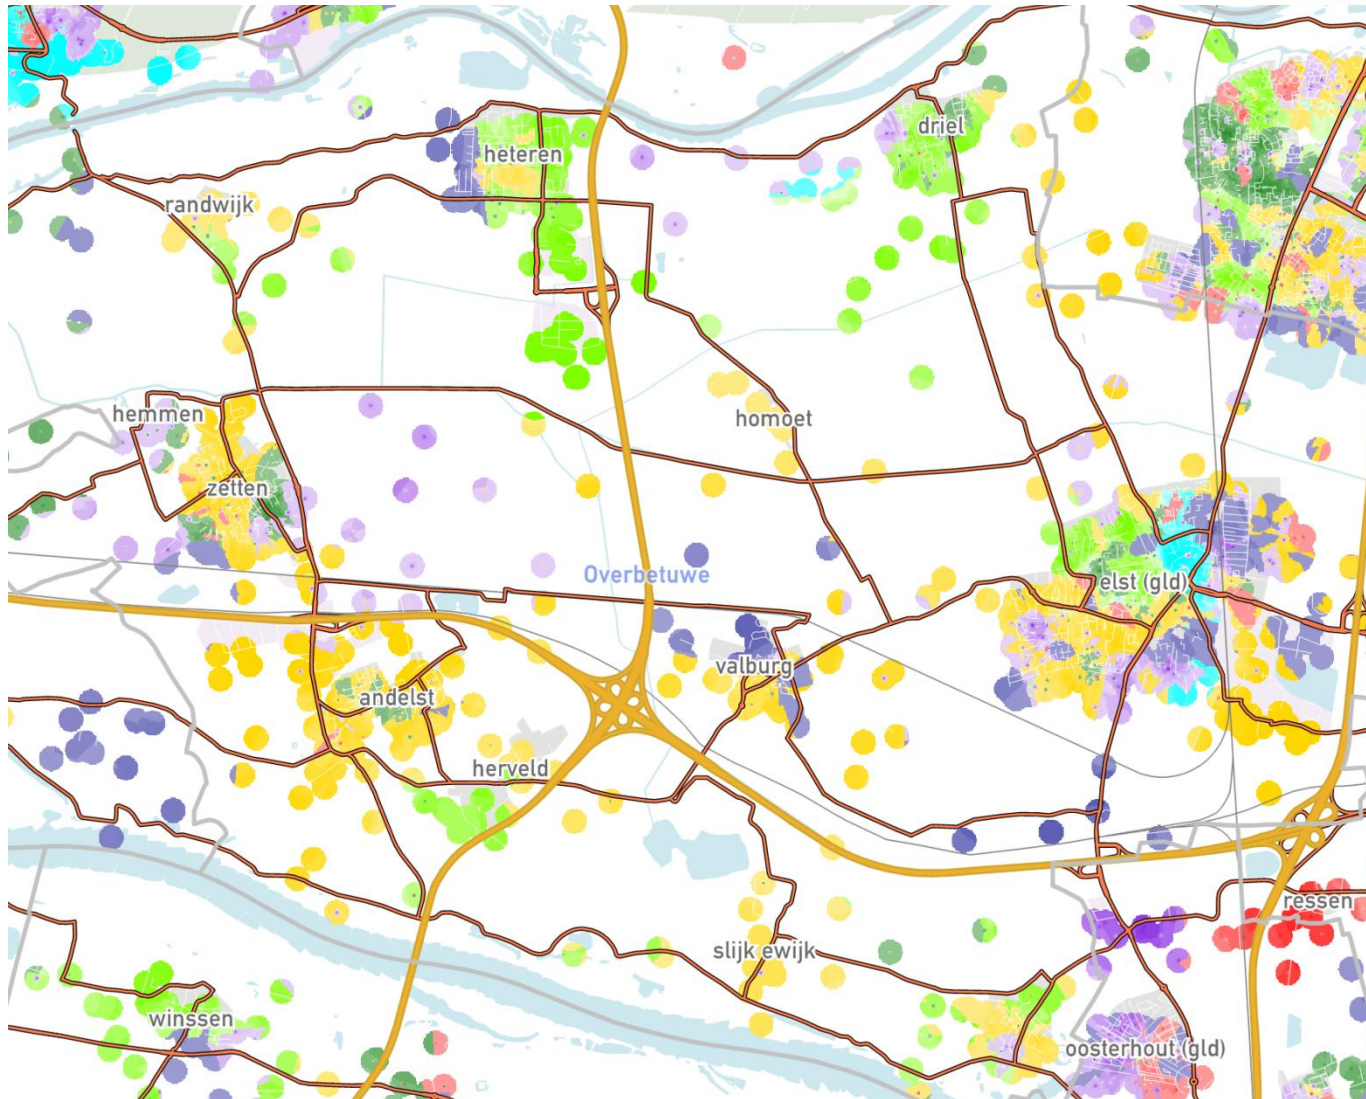 driel
heteren
randwijk
hemmen
homoet
zetten
Overbetuwe
elst (gld)
valburg
andelst
herveld
ressen
slijk ewijk
winssen
oosterhout (gld)